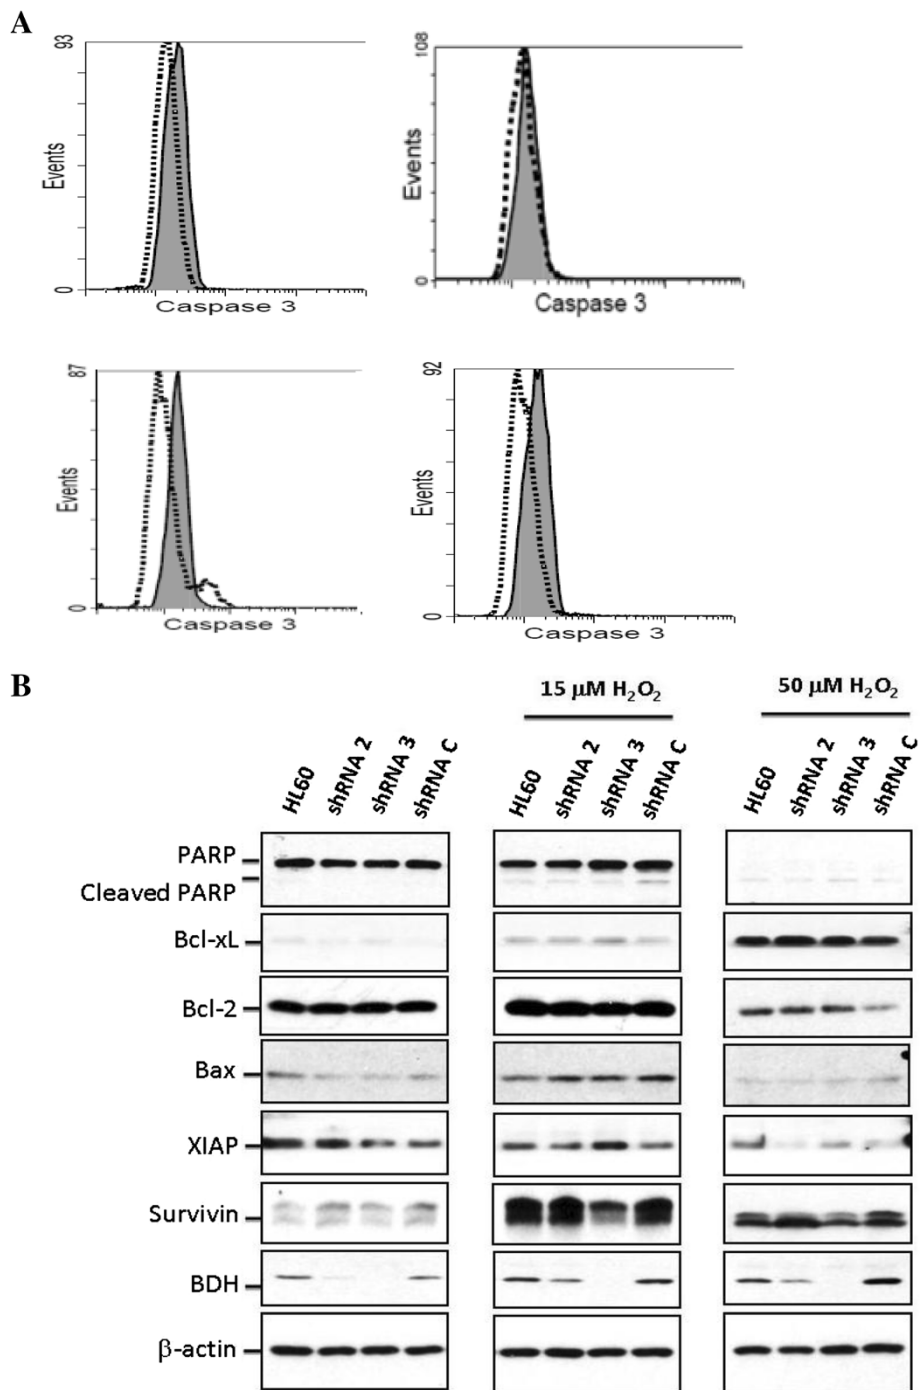 A
93
Events
0
Caspase 3
108
Events
0
Caspase 3
87
Events
0
Caspase 3
92
Events
0
Caspase 3
B
15 µM H₂O₂
50 µM H₂O₂
HL60 shRNA 2 shRNA 3 shRNA C
HL60 shRNA 2 shRNA 3 shRNA C
HL60 shRNA 2 shRNA 3 shRNA C
PARP
Cleaved PARP
Bcl-xL
Bcl-2
Bax
XIAP
Survivin
BDH
β-actin